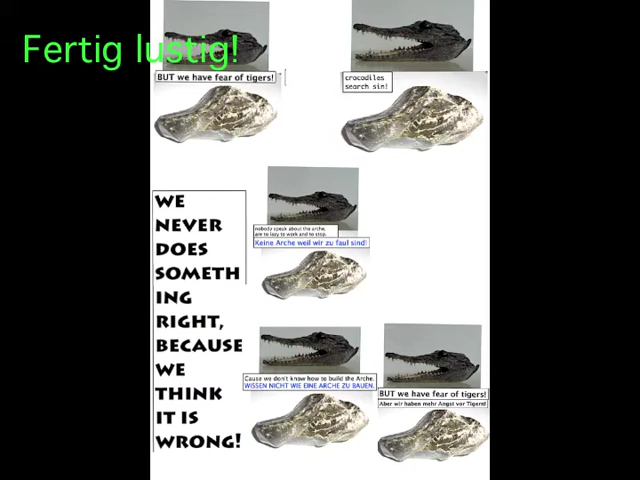 Fertig lustig!
BUT we have fear of tigers!
crocodiles
search sin!
nobody speak about the arche,
are to lazy to work and to stop.
Keine Arche weil wir zu faul sind!
WE
NEVER
DOES
SOMETH
ING
RIGHT,
BECAUSE
WE
THINK
IT IS
WRONG!
Cause we don't know how to build the Arche.
WISSEN NICHT WIE EINE ARCHE ZU BAUEN.
BUT we have fear of tigers!
Aber wir haben mehr Angst vor Tigern!